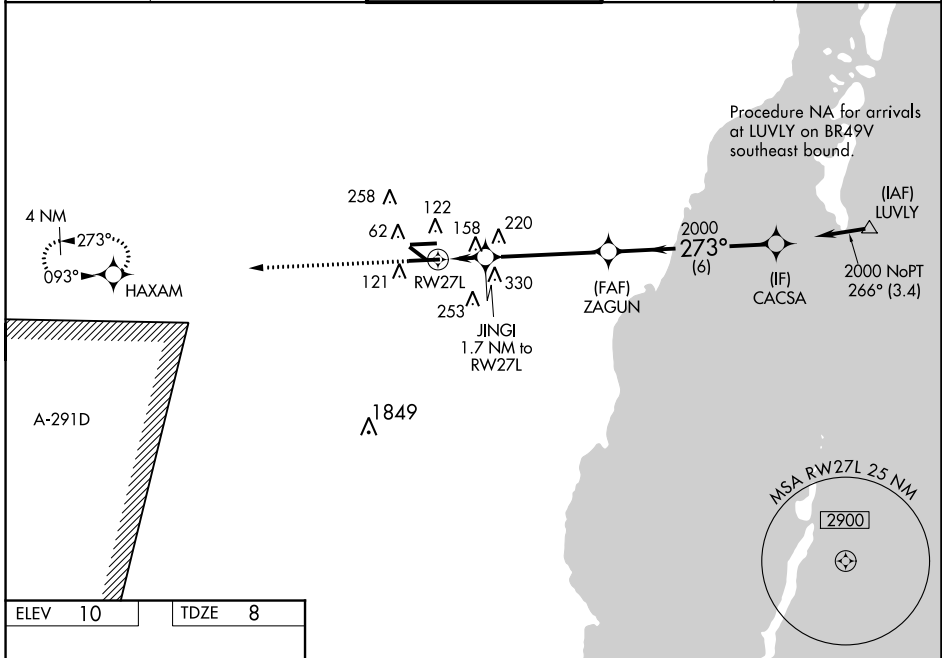 Procedure NA for arrivals
at LUVLY on BR49V
southeast bound.
(IAF)
LUVLY
2000 NoPT
266° (3.4)
(IF)
CACSA
2000
273°
(6)
(FAF)
ZAGUN
258
122
62
158
220
121
RW27L
330
253
JINGI
1.7 NM to
RW27L
4 NM
273°
093°
HAXAM
1849
A-291D
MSA RW27L 25 NM
2900
ELEV 10
TDZE 8